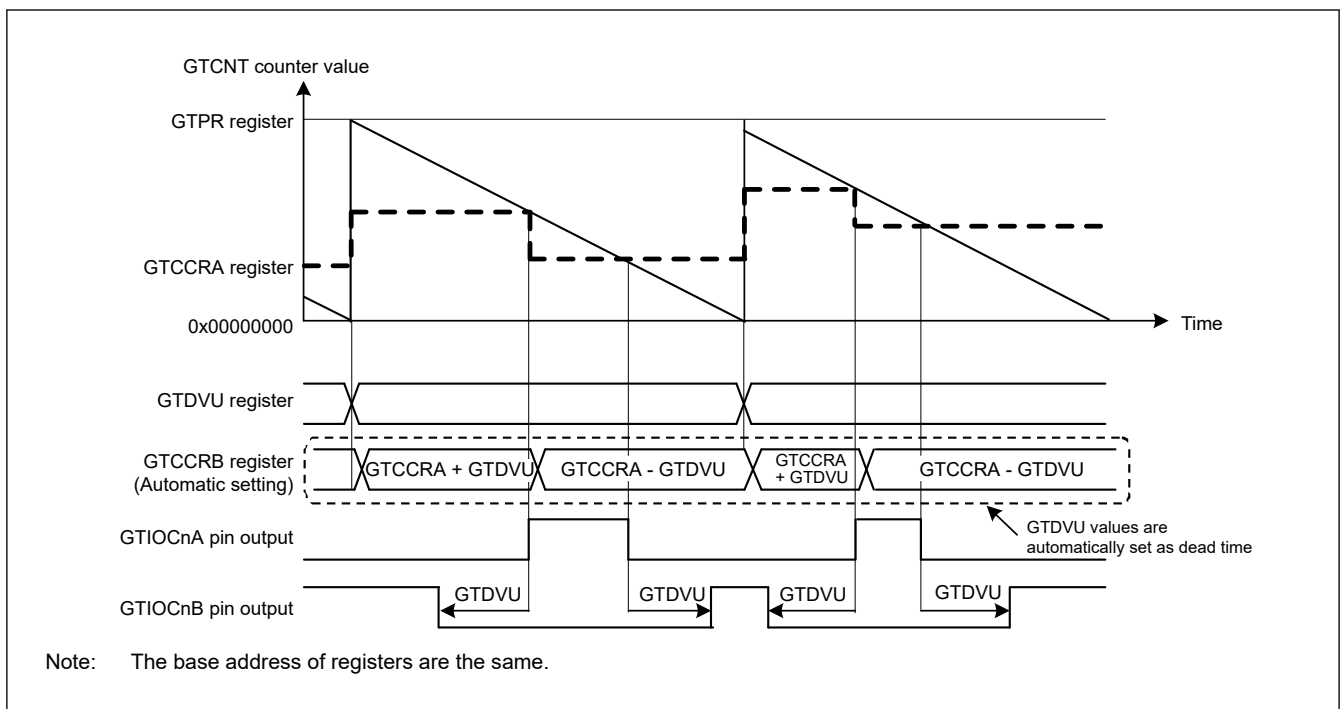 GTCNT counter value
GTPR register
GTCCRA register
0x00000000
Time
GTDVU register
GTCCRB register
(Automatic setting)
GTCCRA + GTDVU
GTCCRA - GTDVU
GTCCRA
+ GTDVU
GTCCRA - GTDVU
GTDVU values are
automatically set as dead time
GTIOCnA pin output
GTIOCnB pin output
GTDVU
GTDVU
GTDVU
GTDVU
Note: The base address of registers are the same.